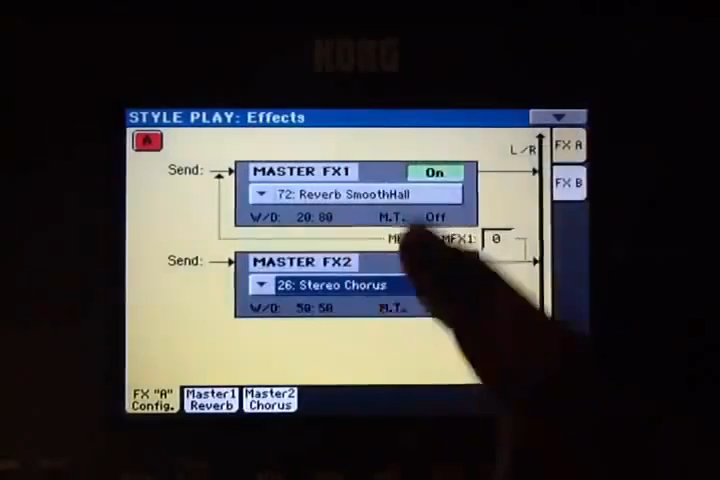 KORG
STYLE PLAY: Effects
A
L/R
FX A
Send:
MASTER FX1
On
72: Reverb SmoothHall
FX B
W/D: 20:80
M.T. Off
MFX1: 0
Send:
MASTER FX2
26: Stereo Chorus
W/D: 50:50
M.T.
FX "A" Config.
Master1 Reverb
Master2 Chorus